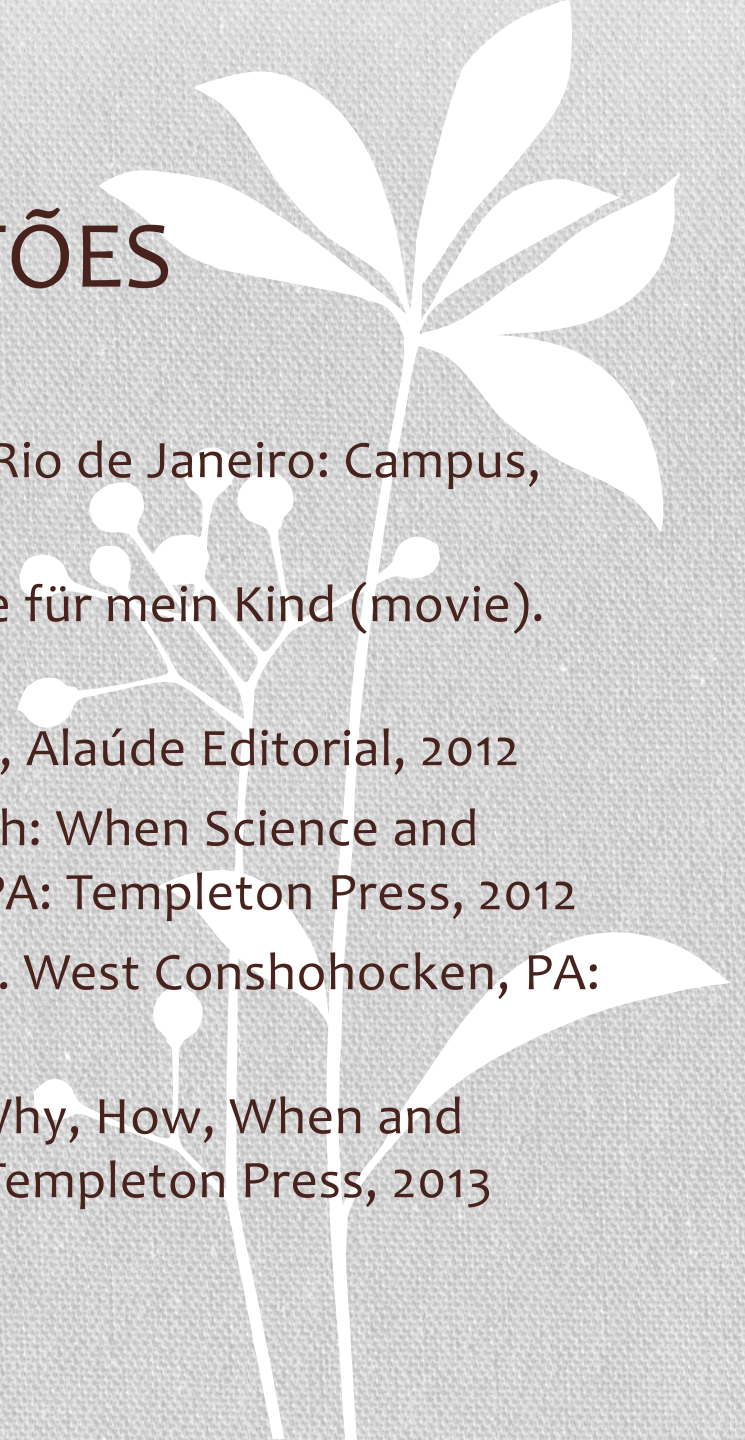 ÕES
Rio de Janeiro: Campus,
für mein Kind (movie).
, Alaúde Editorial, 2012
h: When Science and
PA: Templeton Press, 2012
. West Conshohocken, PA:
Why, How, When and
Templeton Press, 2013